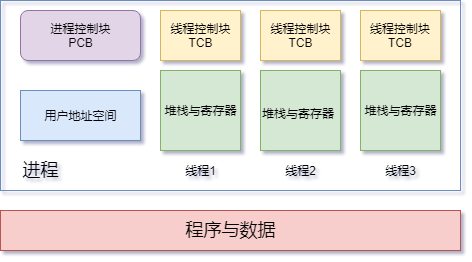 进程控制块
PCB
线程控制块
TCB
线程控制块
TCB
线程控制块
TCB
用户地址空间
堆栈与寄存器
堆栈与寄存器
堆栈与寄存器
进程
线程1
线程2
线程3
程序与数据